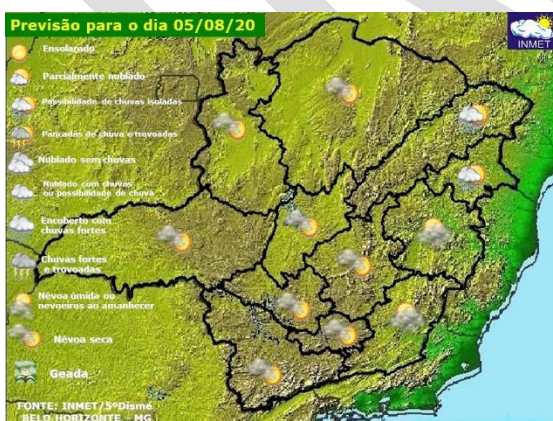 Previsão para o dia 05/08/20
INMET
Ensolarado
Parcialmente nublado
Possibilidade de chuvas isoladas
Pancadas de chuva e trovoadas
Nublado sem chuvas
Nublado com chuvas
ou possibilidade de chuva
Encoberto com
chuvas fortes
Chuvas fortes
e trovoadas
Névoa úmida ou
nevoeiros ao amanhecer
Névoa seca
Geada
FONTE: INMET/5ºDisme
BELO HORIZONTE - MG